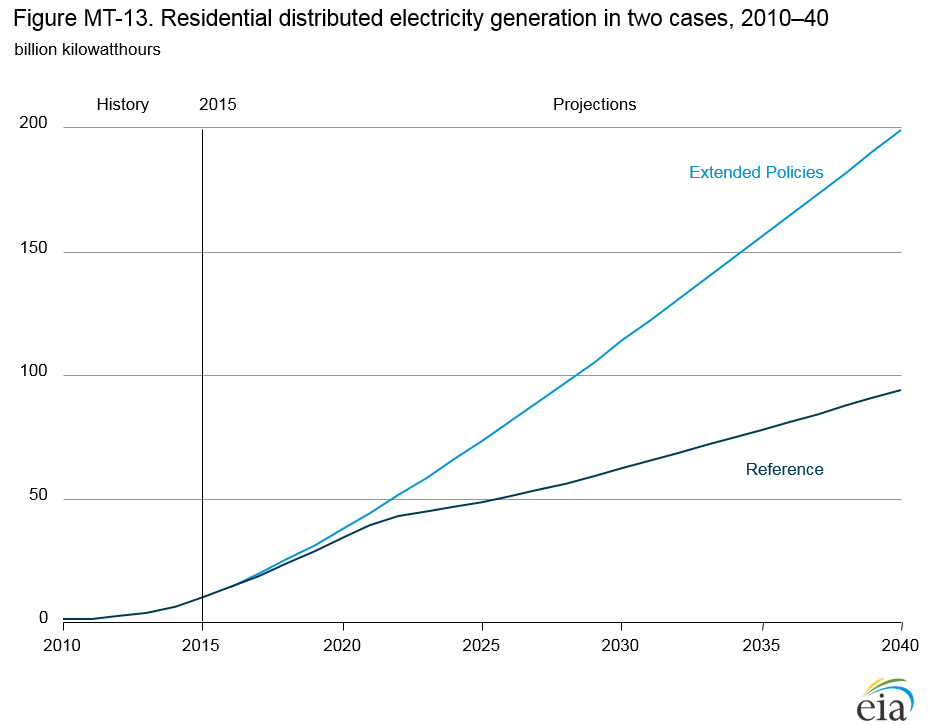 Figure MT-13. Residential distributed electricity generation in two cases, 2010–40
billion kilowatthours
History 2015 Projections
200
Extended Policies
150
100
Reference
50
0
2010 2015 2020 2025 2030 2035 2040
eia